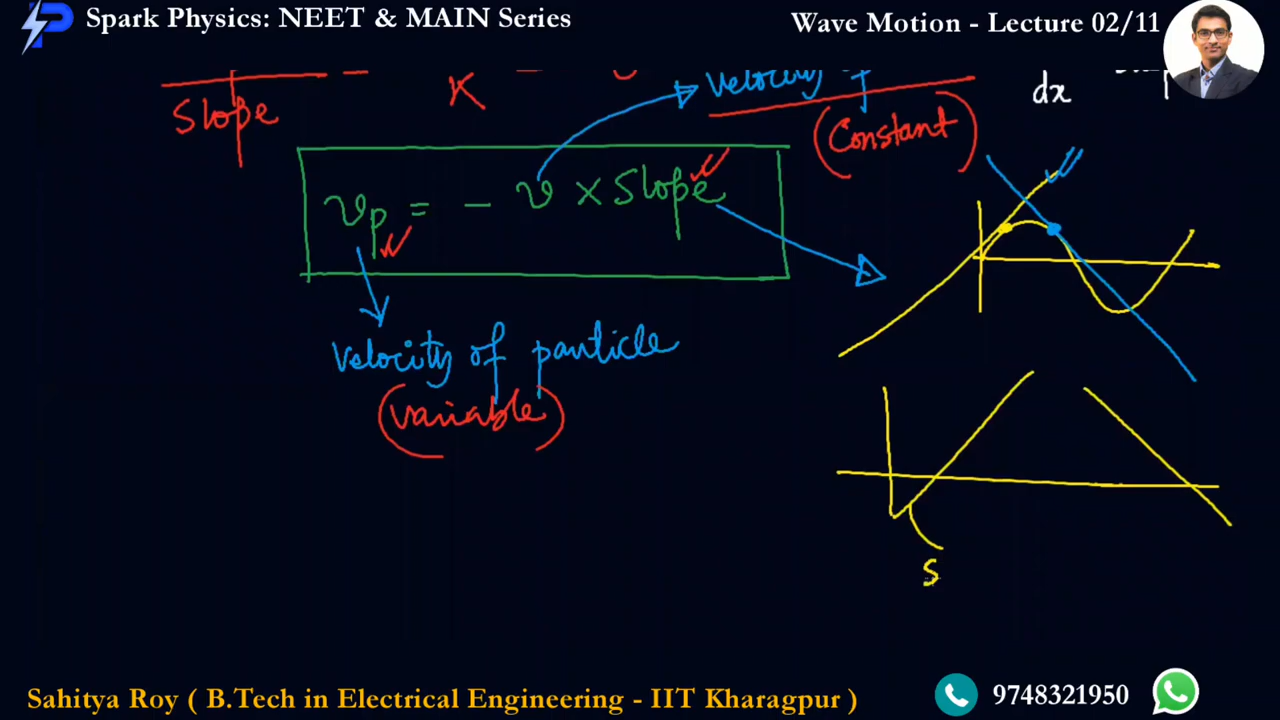 Spark Physics: NEET & MAIN Series
Wave Motion - Lecture 02/11
Velocity of
Slope K dx
(Constant)
vp = - v × Slope
velocity of particle
(variable)
S
Sahitya Roy ( B.Tech in Electrical Engineering - IIT Kharagpur )
9748321950